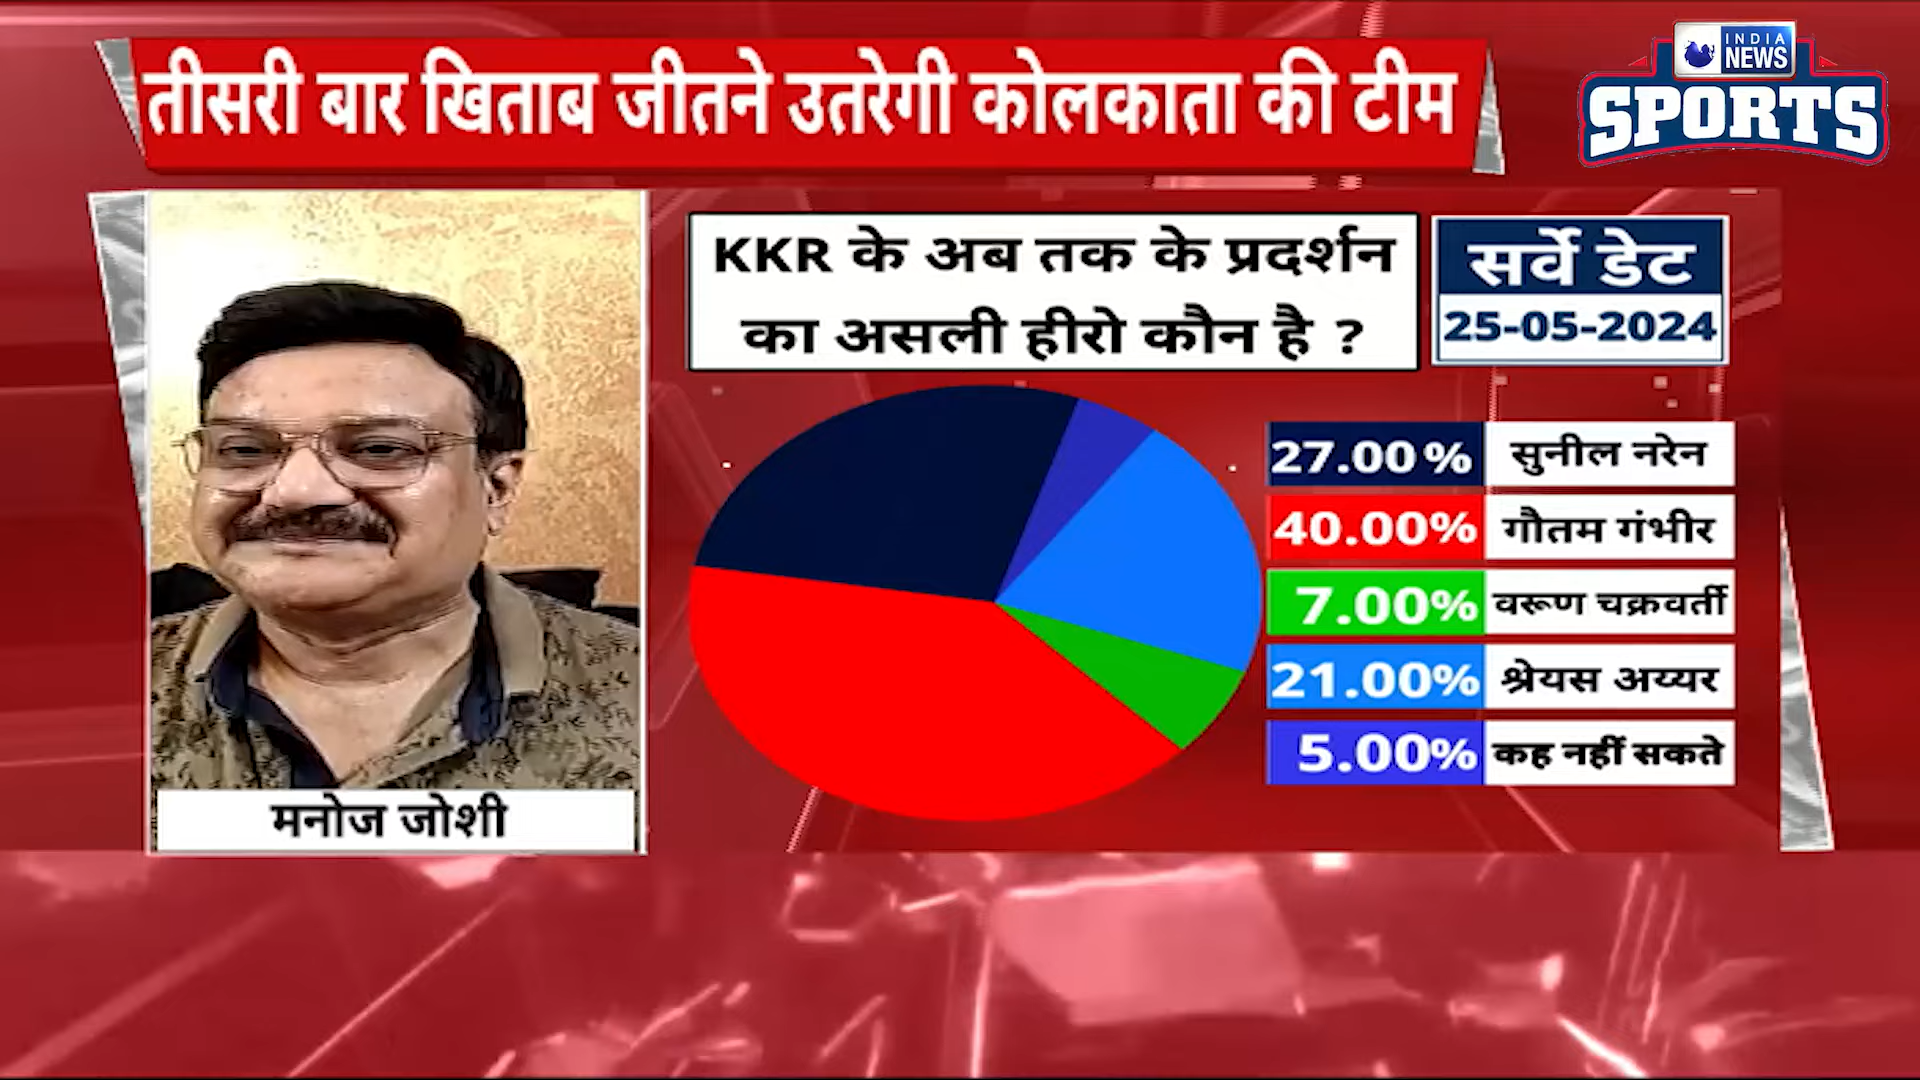 तीसरी बार खिताब जीतने उतरेगी कोलकाता की टीम
INDIA
NEWS
SPORTS
KKR के अब तक के प्रदर्शन
का असली हीरो कौन है ?
सर्वे डेट
25-05-2024
27.00% सुनील नरेन
40.00% गौतम गंभीर
7.00% वरूण चक्रवर्ती
21.00% श्रेयस अय्यर
5.00% कह नहीं सकते
मनोज जोशी